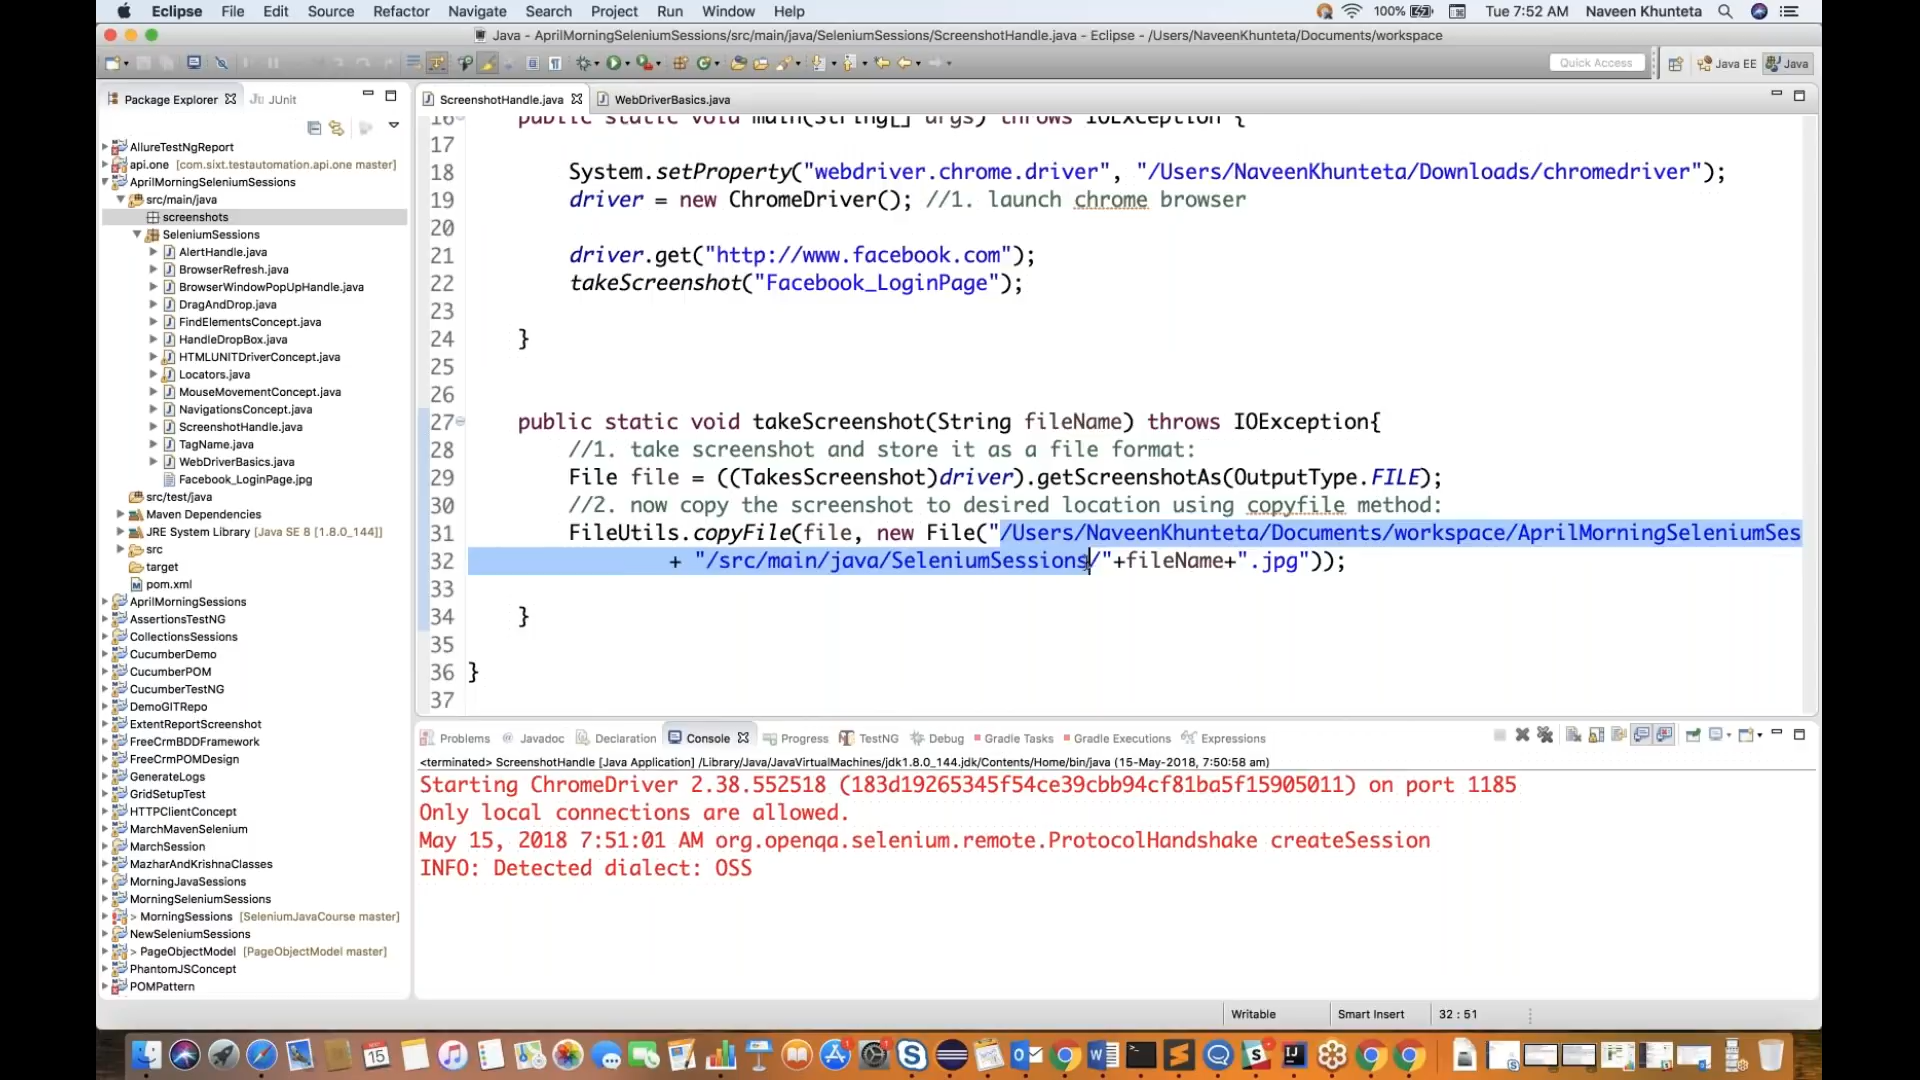 Eclipse File Edit Source Refactor Navigate Search Project Run Window Help 100% Tue 7:52 AM Naveen Khunteta
Java - AprilMorningSeleniumSessions/src/main/java/SeleniumSessions/ScreenshotHandle.java - Eclipse - /Users/NaveenKhunteta/Documents/workspace
Quick Access Java EE Java
Package Explorer JUnit
AllureTestNgReport
api.one [com.sixt.testautomation.api.one master]
AprilMorningSeleniumSessions
src/main/java
screenshots
SeleniumSessions
AlertHandle.java
BrowserRefresh.java
BrowserWindowPopUpHandle.java
DragAndDrop.java
FindElementsConcept.java
HandleDropBox.java
HTMLUNITDriverConcept.java
Locators.java
MouseMovementConcept.java
NavigationsConcept.java
ScreenshotHandle.java
TagName.java
WebDriverBasics.java
Facebook_LoginPage.jpg
src/test/java
Maven Dependencies
JRE System Library [Java SE 8 [1.8.0_144]]
src
target
pom.xml
AprilMorningSessions
AssertionsTestNG
CollectionsSessions
CucumberDemo
CucumberPOM
CucumberTestNG
DemoGITRepo
ExtentReportScreenshot
FreeCrmBDDFramework
FreeCrmPOMDesign
GenerateLogs
GridSetupTest
HTTPClientConcept
MarchMavenSelenium
MarchSession
MazharAndKrishnaClasses
MorningJavaSessions
MorningSeleniumSessions
> MorningSessions [SeleniumJavaCourse master]
NewSeleniumSessions
> PageObjectModel [PageObjectModel master]
PhantomJSConcept
POMPattern
ScreenshotHandle.java WebDriverBasics.java
16 public static void main(String[] args) throws IOException {
17
18 System.setProperty("webdriver.chrome.driver", "/Users/NaveenKhunteta/Downloads/chromedriver");
19 driver = new ChromeDriver(); //1. launch chrome browser
20
21 driver.get("http://www.facebook.com");
22 takeScreenshot("Facebook_LoginPage");
23
24 }
25
26
27 public static void takeScreenshot(String fileName) throws IOException{
28 //1. take screenshot and store it as a file format:
29 File file = ((TakesScreenshot)driver).getScreenshotAs(OutputType.FILE);
30 //2. now copy the screenshot to desired location using copyfile method:
31 FileUtils.copyFile(file, new File("/Users/NaveenKhunteta/Documents/workspace/AprilMorningSeleniumSes
32 + "/src/main/java/SeleniumSessions/"+fileName+".jpg"));
33
34 }
35
36 }
37
Problems Javadoc Declaration Console Progress TestNG Debug Gradle Tasks Gradle Executions Expressions
<terminated> ScreenshotHandle [Java Application] /Library/Java/JavaVirtualMachines/jdk1.8.0_144.jdk/Contents/Home/bin/java (15-May-2018, 7:50:58 am)
Starting ChromeDriver 2.38.552518 (183d19265345f54ce39cbb94cf81ba5f15905011) on port 1185
Only local connections are allowed.
May 15, 2018 7:51:01 AM org.openqa.selenium.remote.ProtocolHandshake createSession
INFO: Detected dialect: OSS
Writable Smart Insert 32 : 51
15